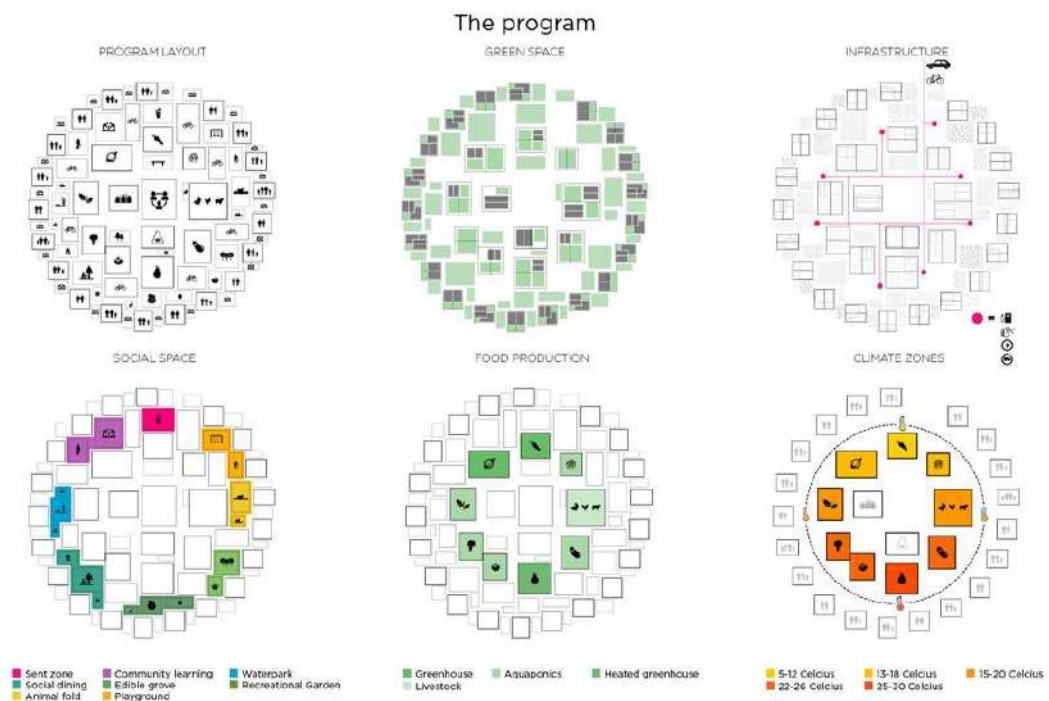 The program
PROGRAM LAYOUT
GREEN SPACE
INFRASTRUCTURE
SOCIAL SPACE
FOOD PRODUCTION
CLIMATE ZONES
Sent zone
Community learning
Waterpark
Social dining
Edible grove
Recreational Garden
Animal fold
Playground
Greenhouse
Aquaponics
Heated greenhouse
Livestock
5-12 Celcius
13-18 Celcius
15-20 Celcius
22-26 Celcius
25-30 Celcius